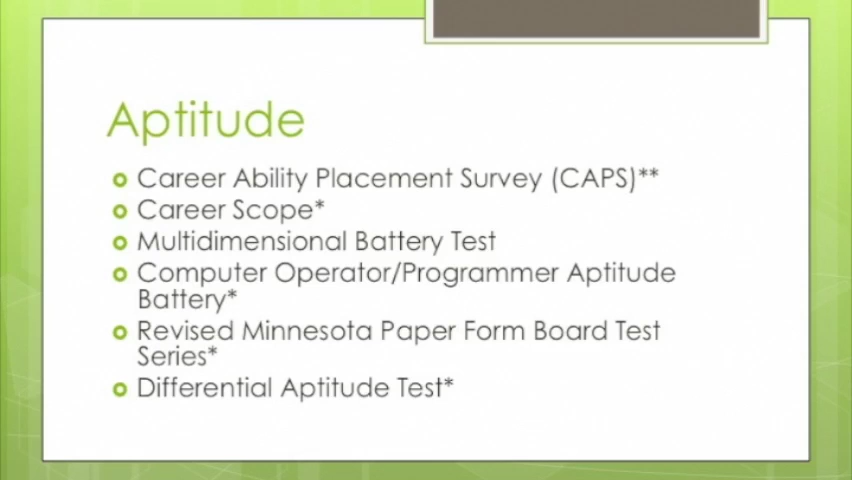 Aptitude
Career Ability Placement Survey (CAPS)**
Career Scope*
Multidimensional Battery Test
Computer Operator/Programmer Aptitude
Battery*
Revised Minnesota Paper Form Board Test
Series*
Differential Aptitude Test*